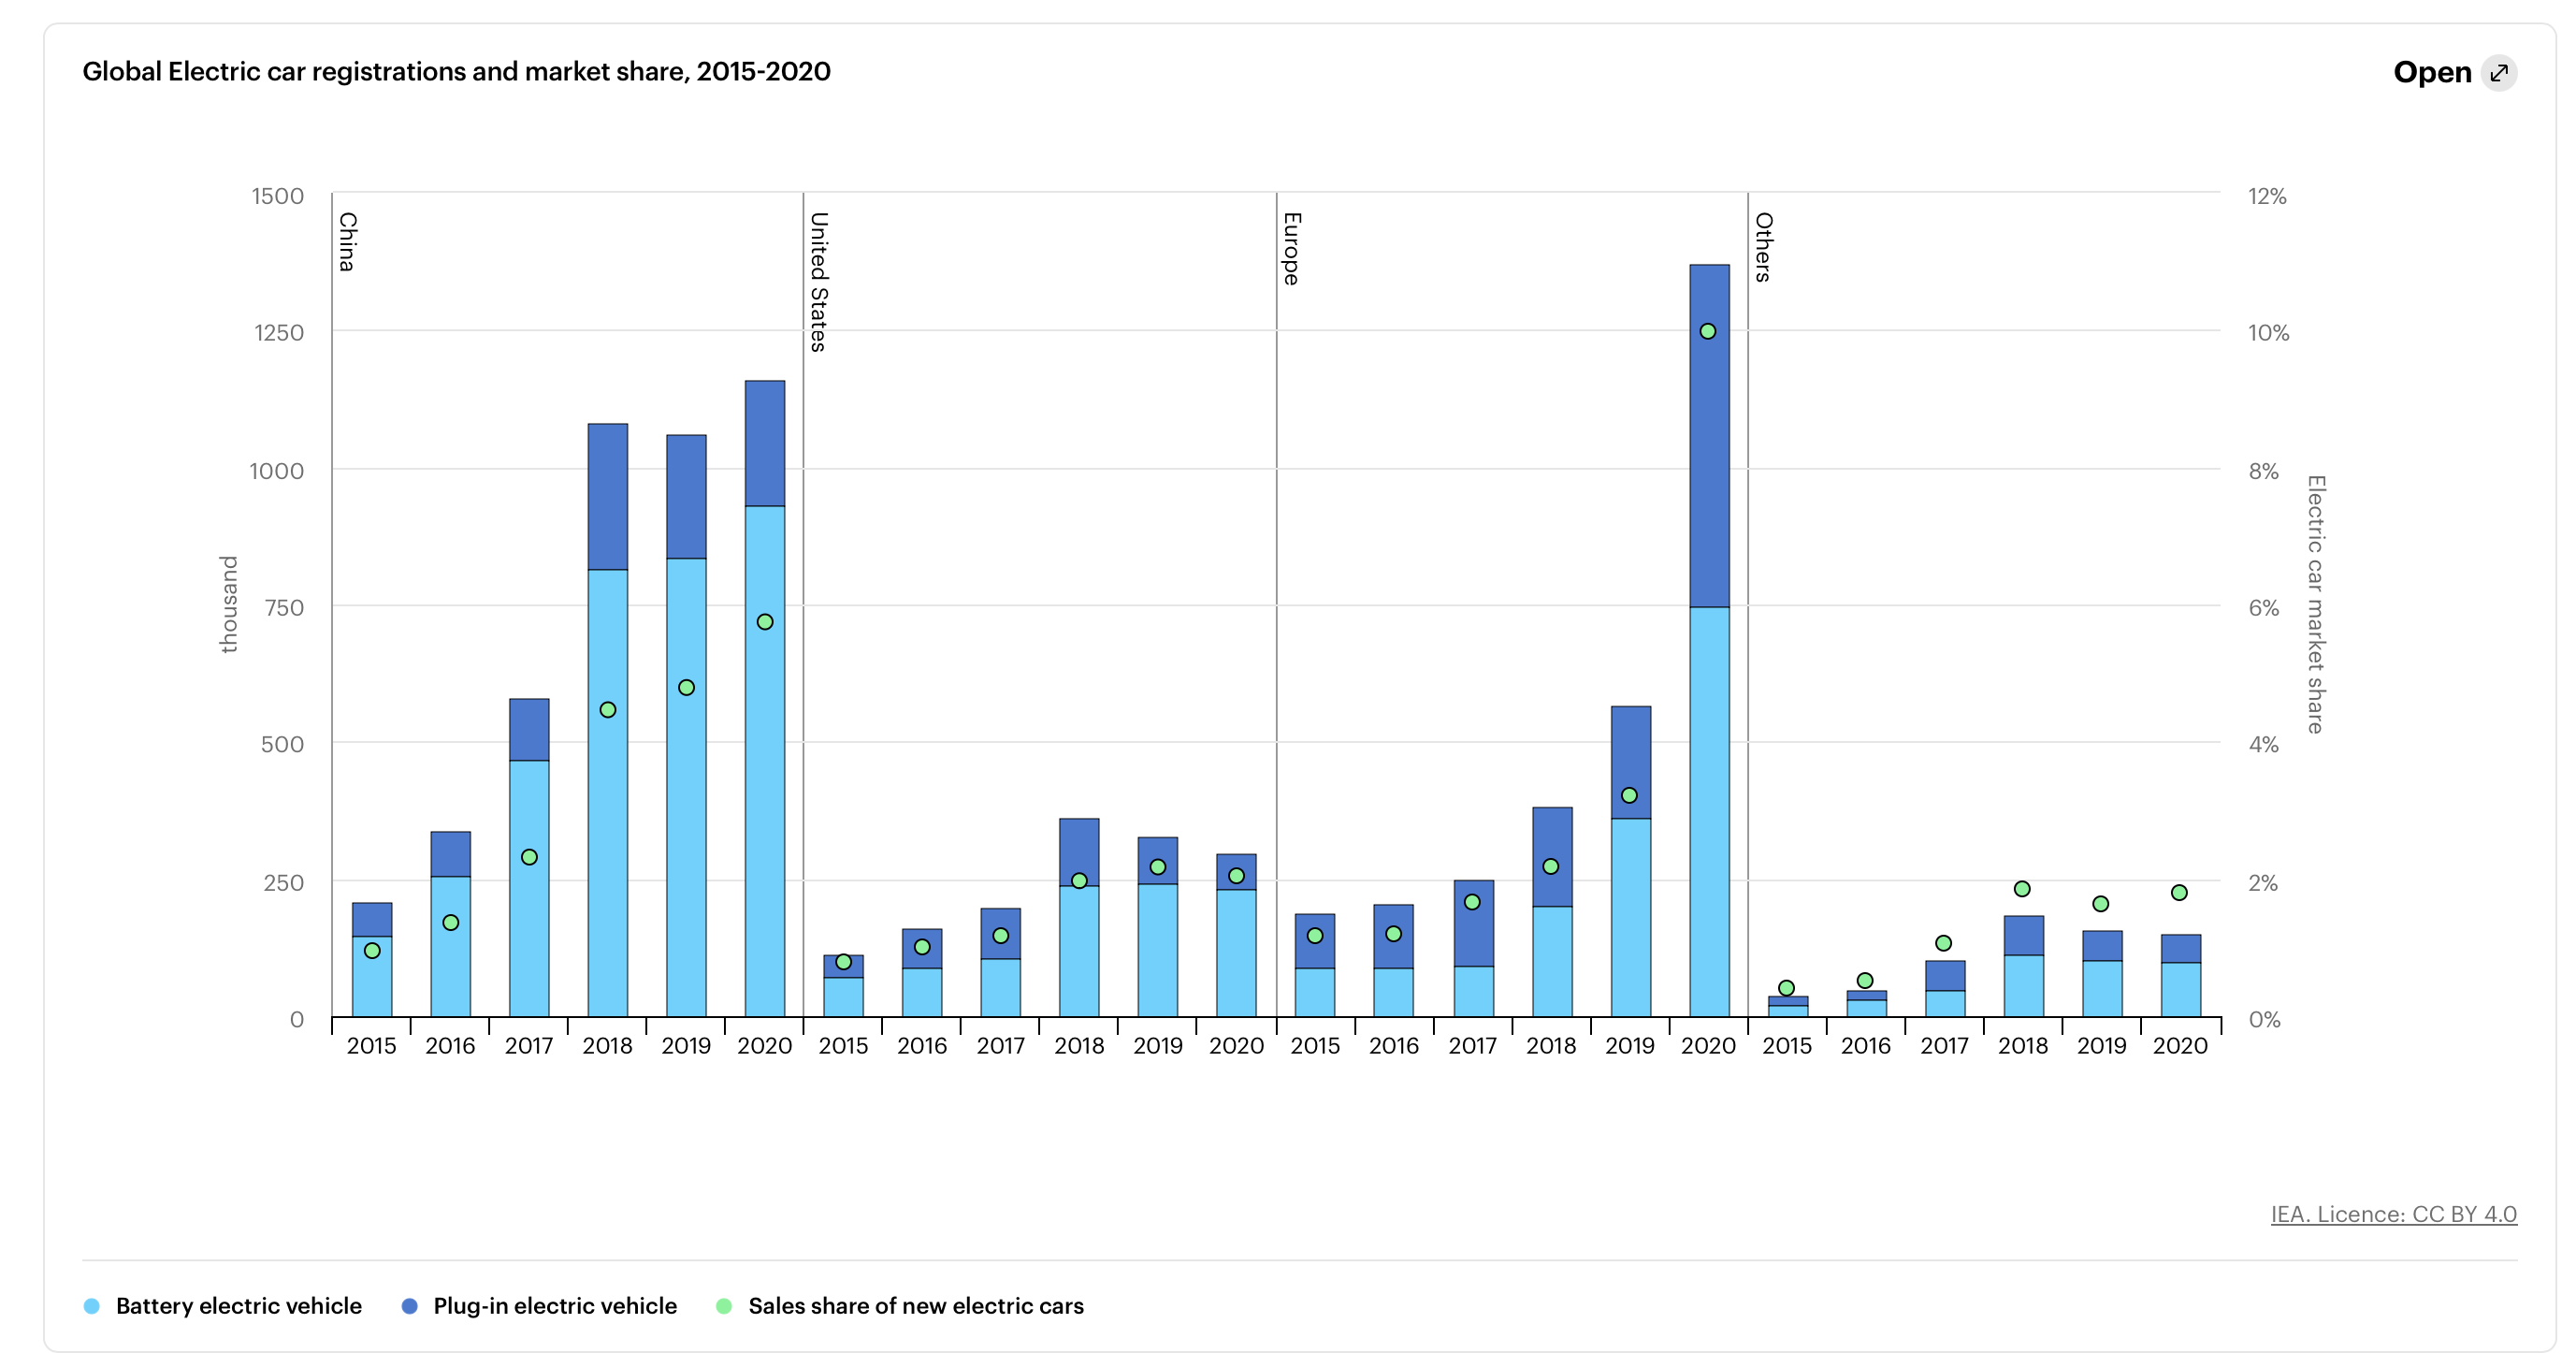 Global Electric car registrations and market share, 2015-2020
Open
1500
1250
1000
750
500
250
0
thousand
China
United States
Europe
Others
12%
10%
8%
6%
4%
2%
0%
Electric car market share
2015 2016 2017 2018 2019 2020 2015 2016 2017 2018 2019 2020 2015 2016 2017 2018 2019 2020 2015 2016 2017 2018 2019 2020
IEA. Licence: CC BY 4.0
Battery electric vehicle Plug-in electric vehicle Sales share of new electric cars